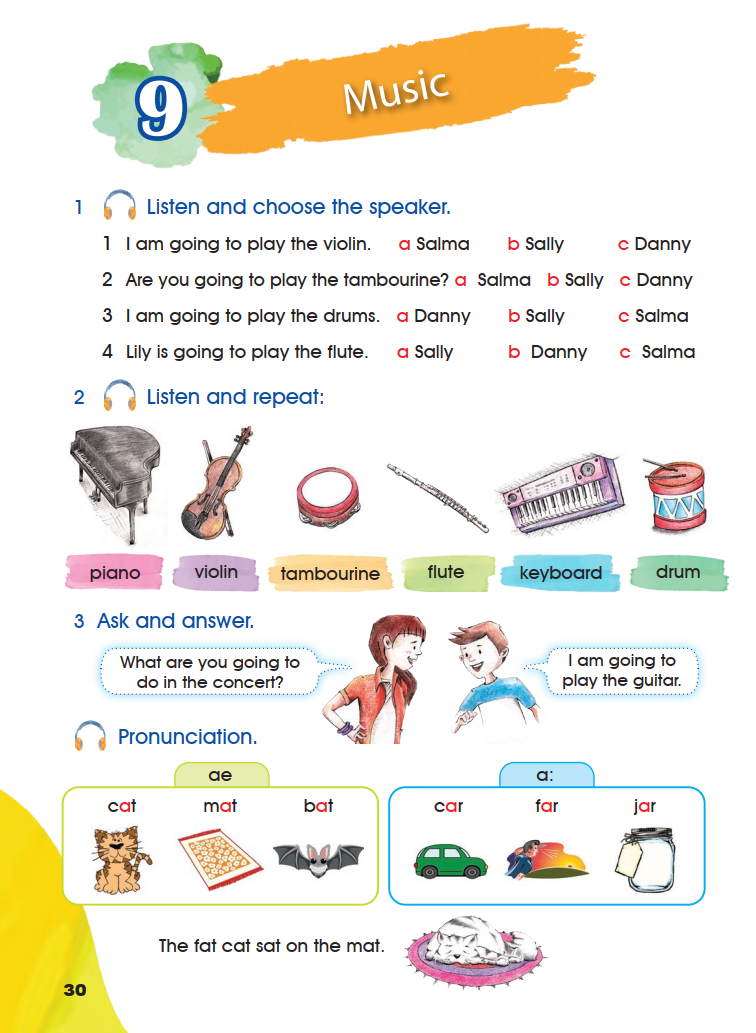 9
Music
1 Listen and choose the speaker.
1 I am going to play the violin. a Salma b Sally c Danny
2 Are you going to play the tambourine? a Salma b Sally c Danny
3 I am going to play the drums. a Danny b Sally c Salma
4 Lily is going to play the flute. a Sally b Danny c Salma
2 Listen and repeat:
piano violin tambourine flute keyboard drum
3 Ask and answer.
What are you going to
do in the concert?
I am going to
play the guitar.
Pronunciation.
ae
cat mat bat
a:
car far jar
The fat cat sat on the mat.
30